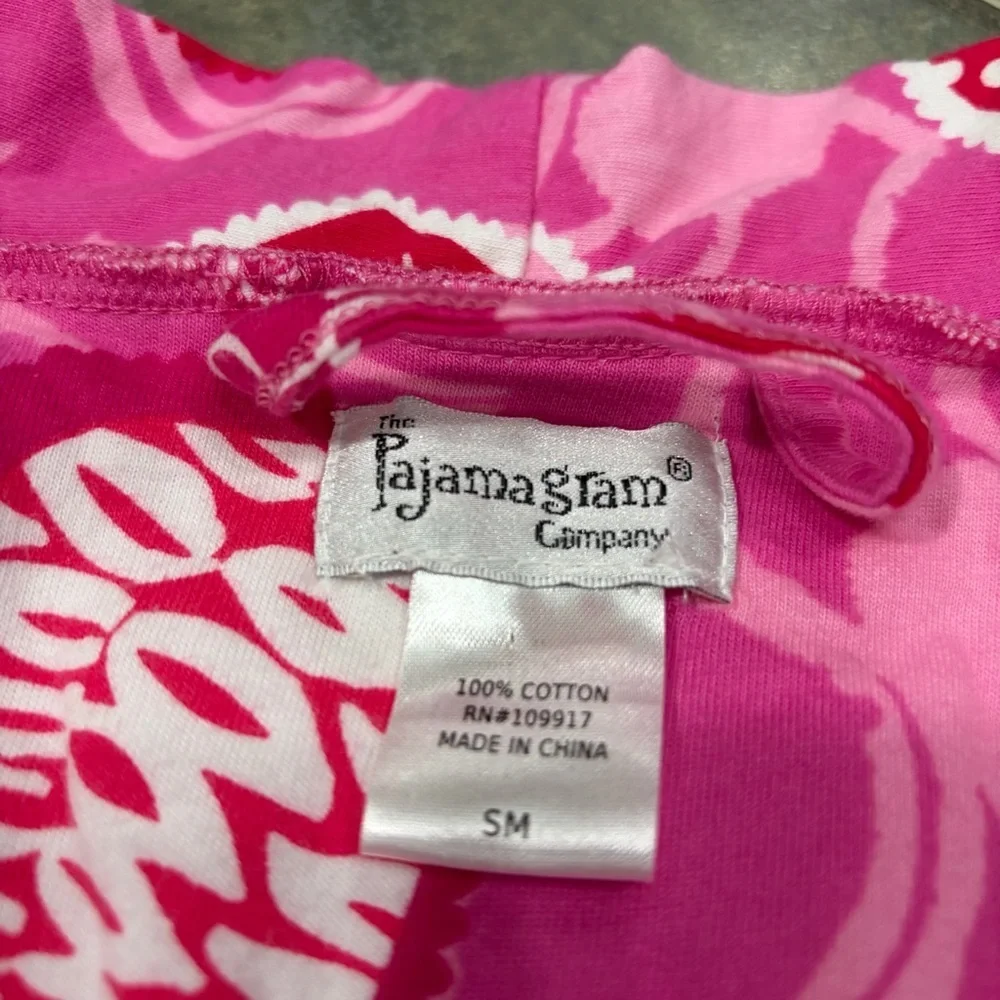 The
Pajamagram®
Company
100% COTTON
RN#109917
MADE IN CHINA
SM